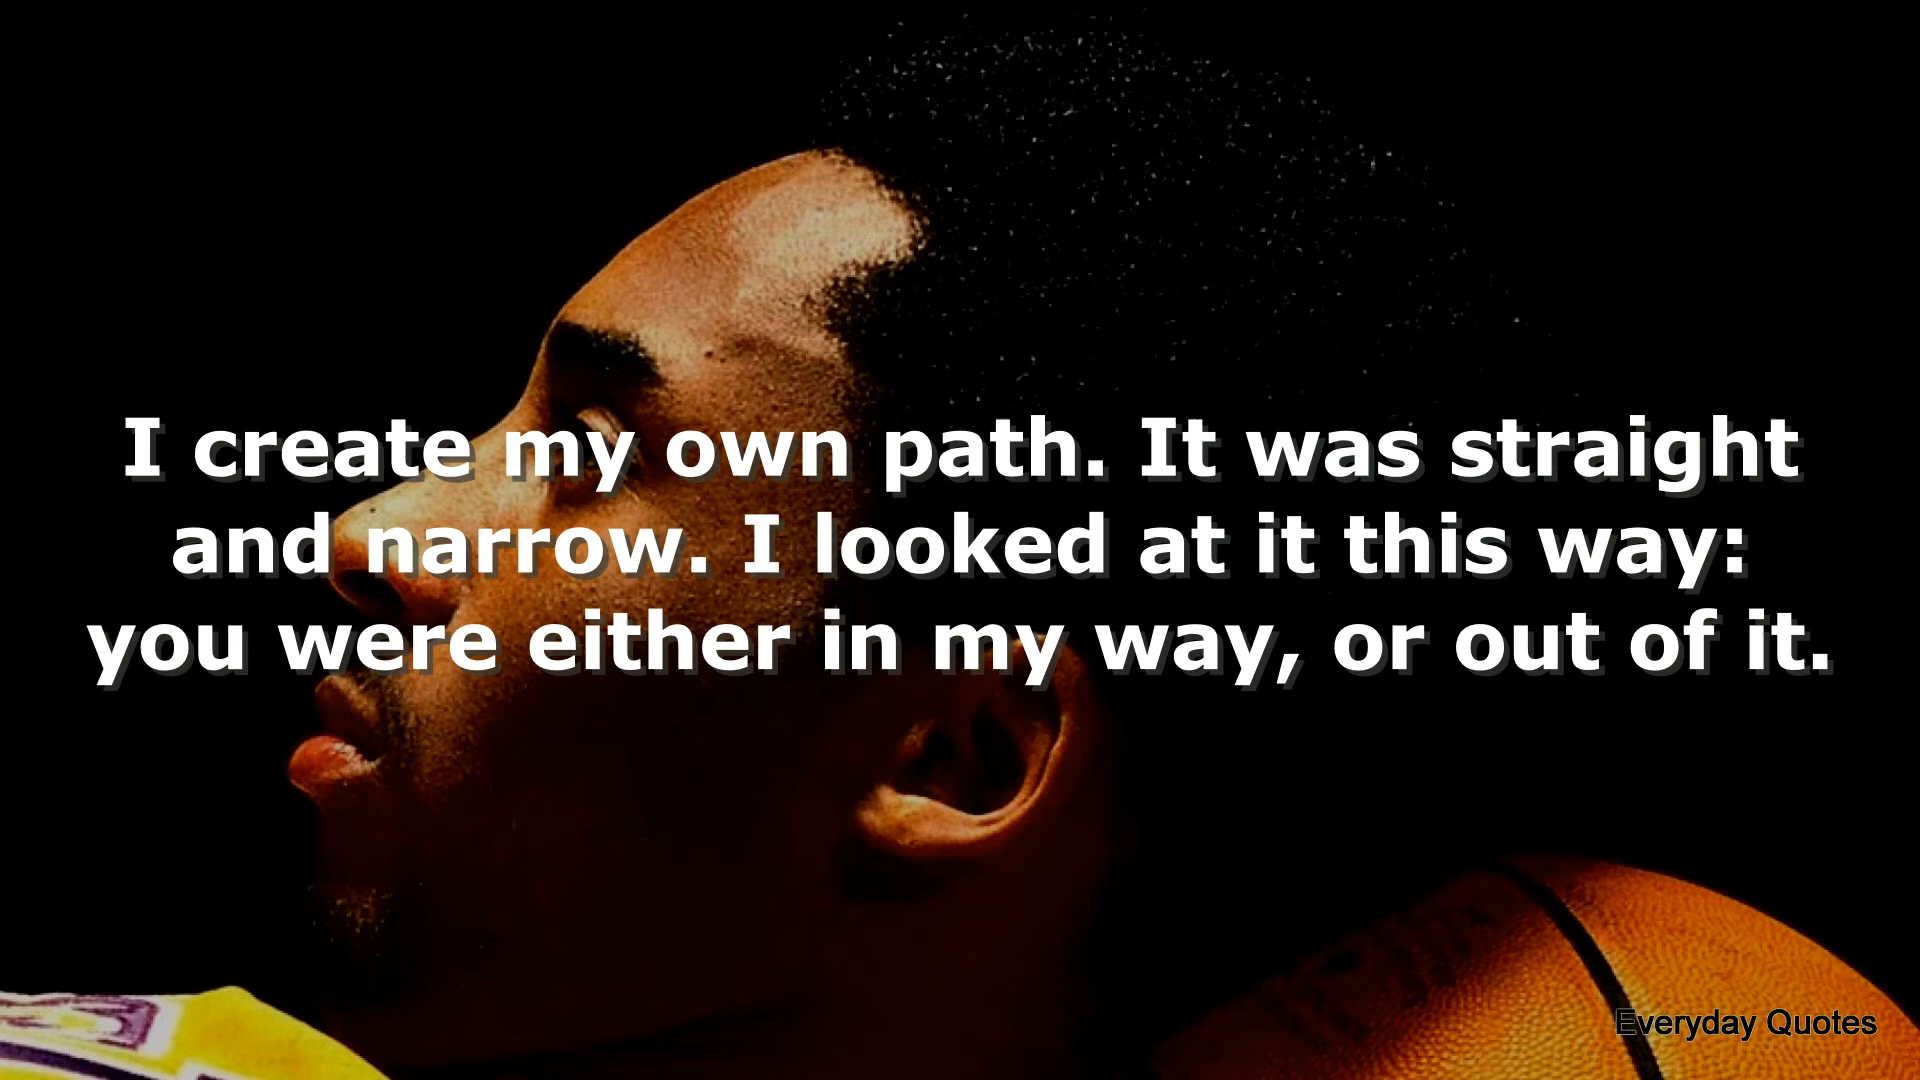 I create my own path. It was straight
and narrow. I looked at it this way:
you were either in my way, or out of it.
Everyday Quotes